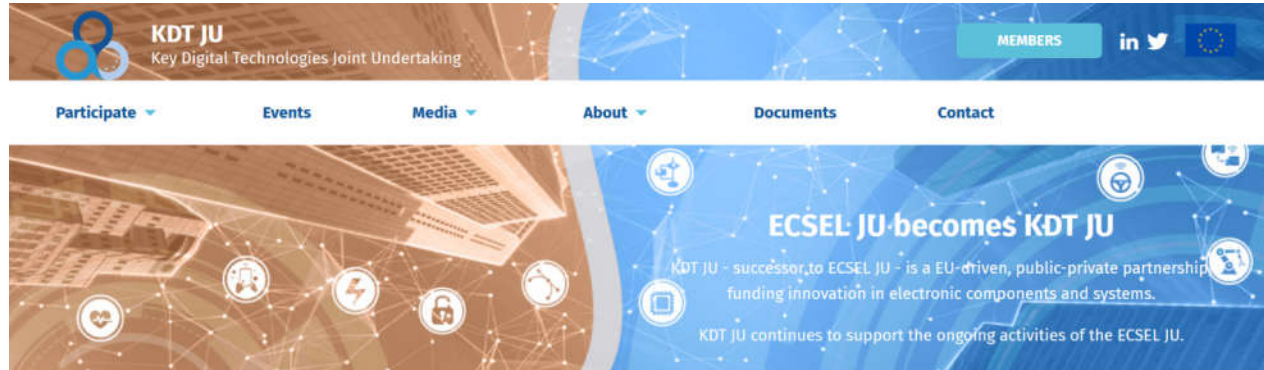 KDT JU
Key Digital Technologies Joint Undertaking
MEMBERS
in
Participate
Events
Media
About
Documents
Contact
ECSEL JU becomes KDT JU
KDT JU - successor to ECSEL JU - is a EU-driven, public-private partnership
funding innovation in electronic components and systems.
KDT JU continues to support the ongoing activities of the ECSEL JU.